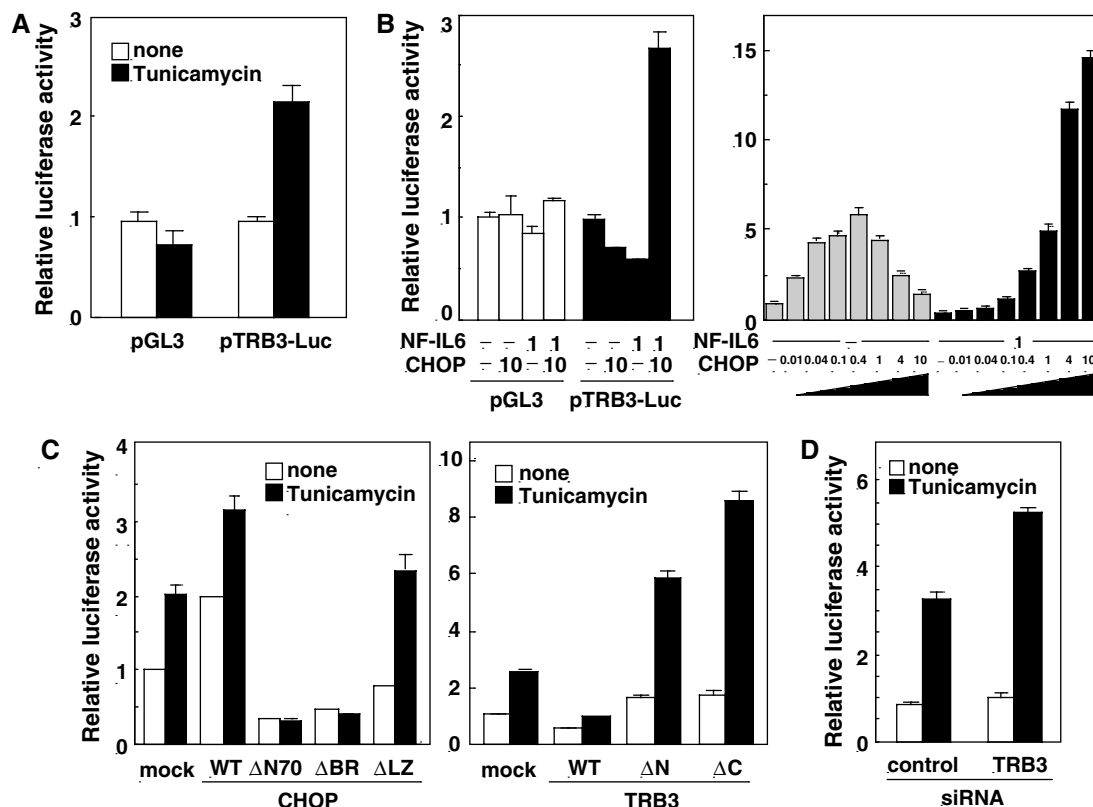 A
Relative luciferase activity
3
2
1
0
none
Tunicamycin
pGL3 pTRB3-Luc
B
Relative luciferase activity
3
2
1
0
NF-IL6 – – 1 1 – – 1 1
CHOP – 10 – 10 – 10 – 10
pGL3 pTRB3-Luc
15
10
5
0
NF-IL6 – 1
CHOP – 0.01 0.04 0.10 0.4 1 4 10 – 0.01 0.04 0.10 0.4 1 4 10
C
Relative luciferase activity
4
3
2
1
0
none
Tunicamycin
mock WT ΔN70 ΔBR ΔLZ
CHOP
10
8
6
4
2
0
none
Tunicamycin
mock WT ΔN ΔC
TRB3
D
Relative luciferase activity
6
4
2
0
none
Tunicamycin
control TRB3
siRNA